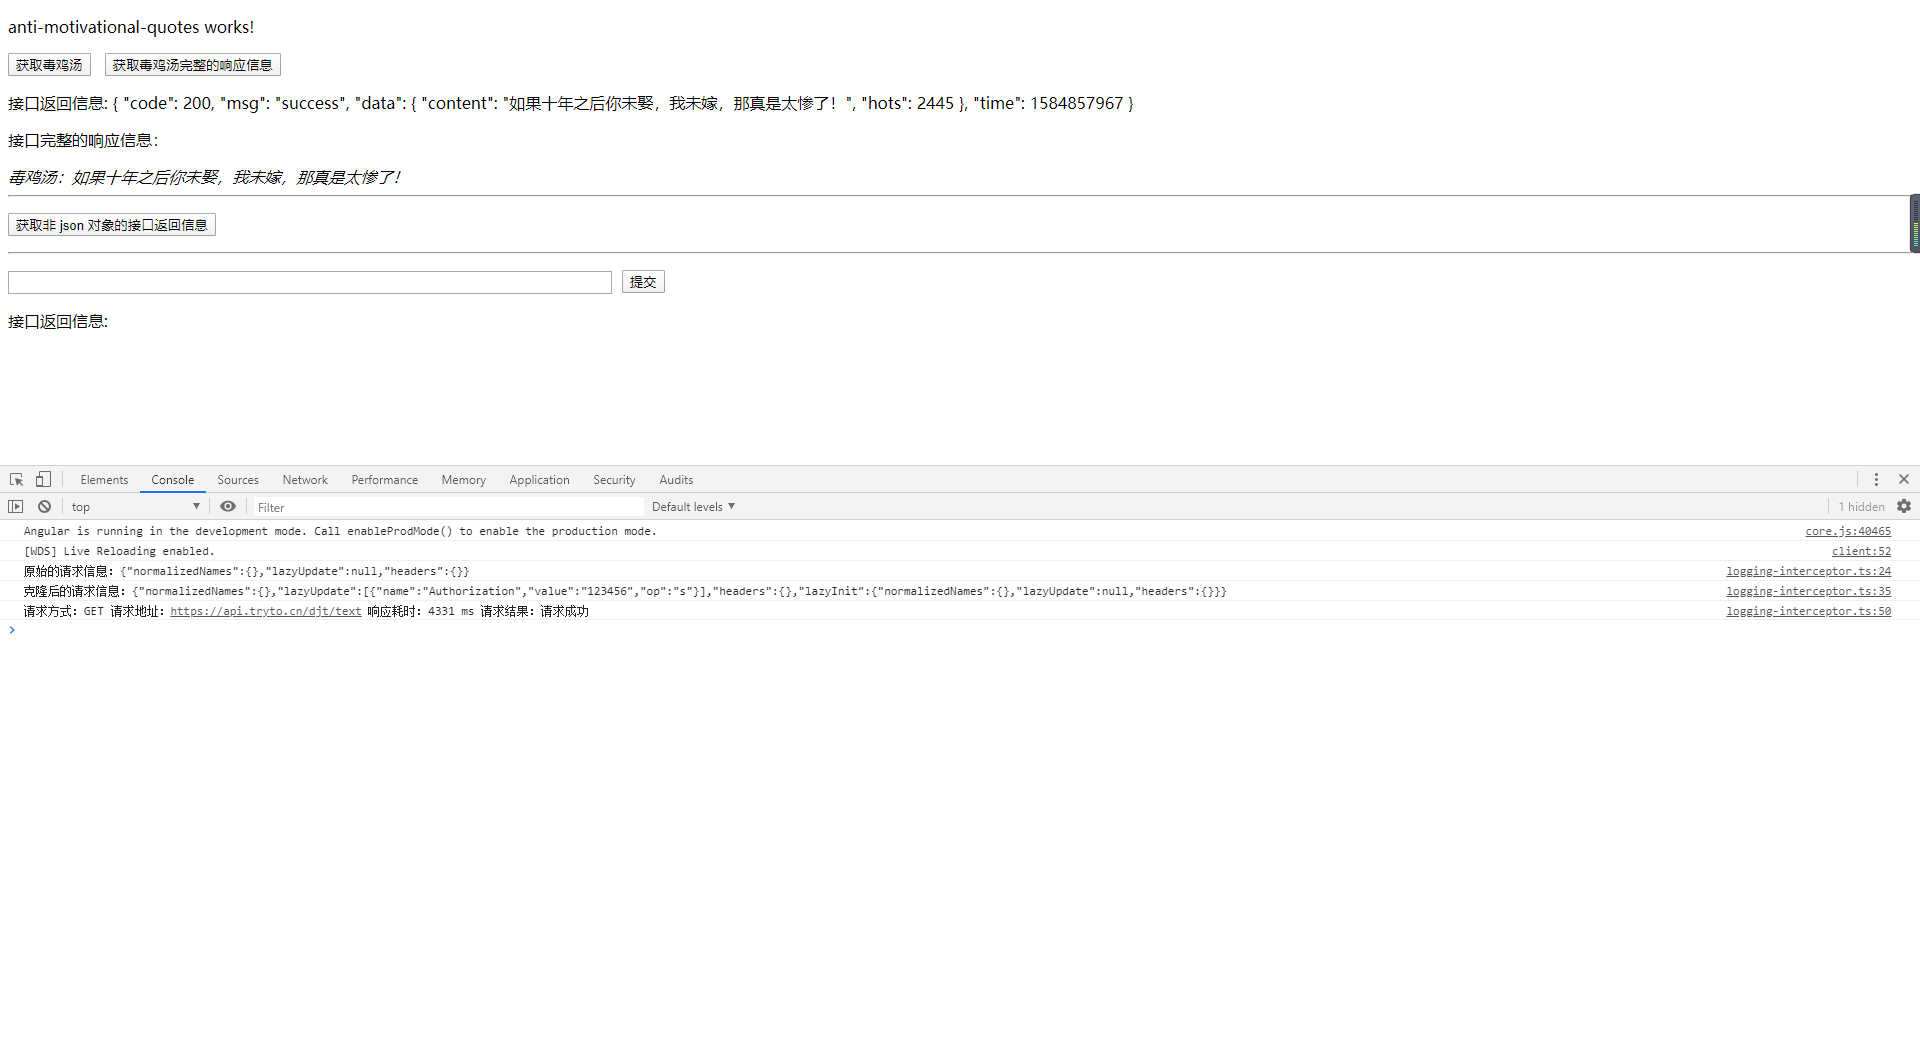 anti-motivational-quotes works!
获取毒鸡汤 获取毒鸡汤完整的响应信息
接口返回信息: { "code": 200, "msg": "success", "data": { "content": "如果十年之后你未娶，我未嫁，那真是太惨了！", "hots": 2445 }, "time": 1584857967 }
接口完整的响应信息：
毒鸡汤：如果十年之后你未娶，我未嫁，那真是太惨了！
获取非 json 对象的接口返回信息
提交
接口返回信息:
Elements Console Sources Network Performance Memory Application Security Audits
top Filter Default levels 1 hidden
Angular is running in the development mode. Call enableProdMode() to enable the production mode. core.js:40465
[WDS] Live Reloading enabled. client:52
原始的请求信息：{"normalizedNames":{},"lazyUpdate":null,"headers":{}} logging-interceptor.ts:24
克隆后的请求信息：{"normalizedNames":{},"lazyUpdate":[{"name":"Authorization","value":"123456","op":"s"}],"headers":{},"lazyInit":{"normalizedNames":{},"lazyUpdate":null,"headers":{}}} logging-interceptor.ts:35
请求方式：GET 请求地址：https://api.tryto.cn/djt/text 响应耗时：4331 ms 请求结果：请求成功 logging-interceptor.ts:50